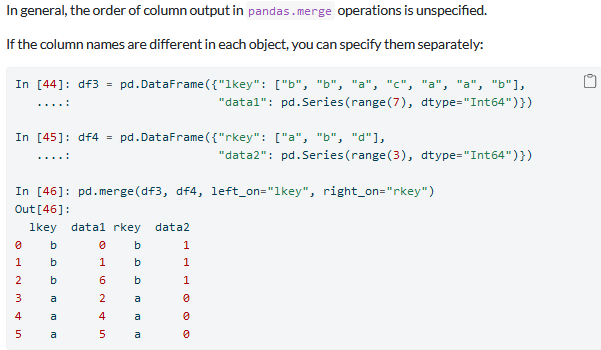 In general, the order of column output in pandas.merge operations is unspecified.
If the column names are different in each object, you can specify them separately:
In [44]: df3 = pd.DataFrame({"lkey": ["b", "b", "a", "c", "a", "a", "b"],
   ....:                     "data1": pd.Series(range(7), dtype="Int64")})
In [45]: df4 = pd.DataFrame({"rkey": ["a", "b", "d"],
   ....:                     "data2": pd.Series(range(3), dtype="Int64")})
In [46]: pd.merge(df3, df4, left_on="lkey", right_on="rkey")
Out[46]:
  lkey  data1 rkey  data2
0    b      0    b      1
1    b      1    b      1
2    b      6    b      1
3    a      2    a      0
4    a      4    a      0
5    a      5    a      0